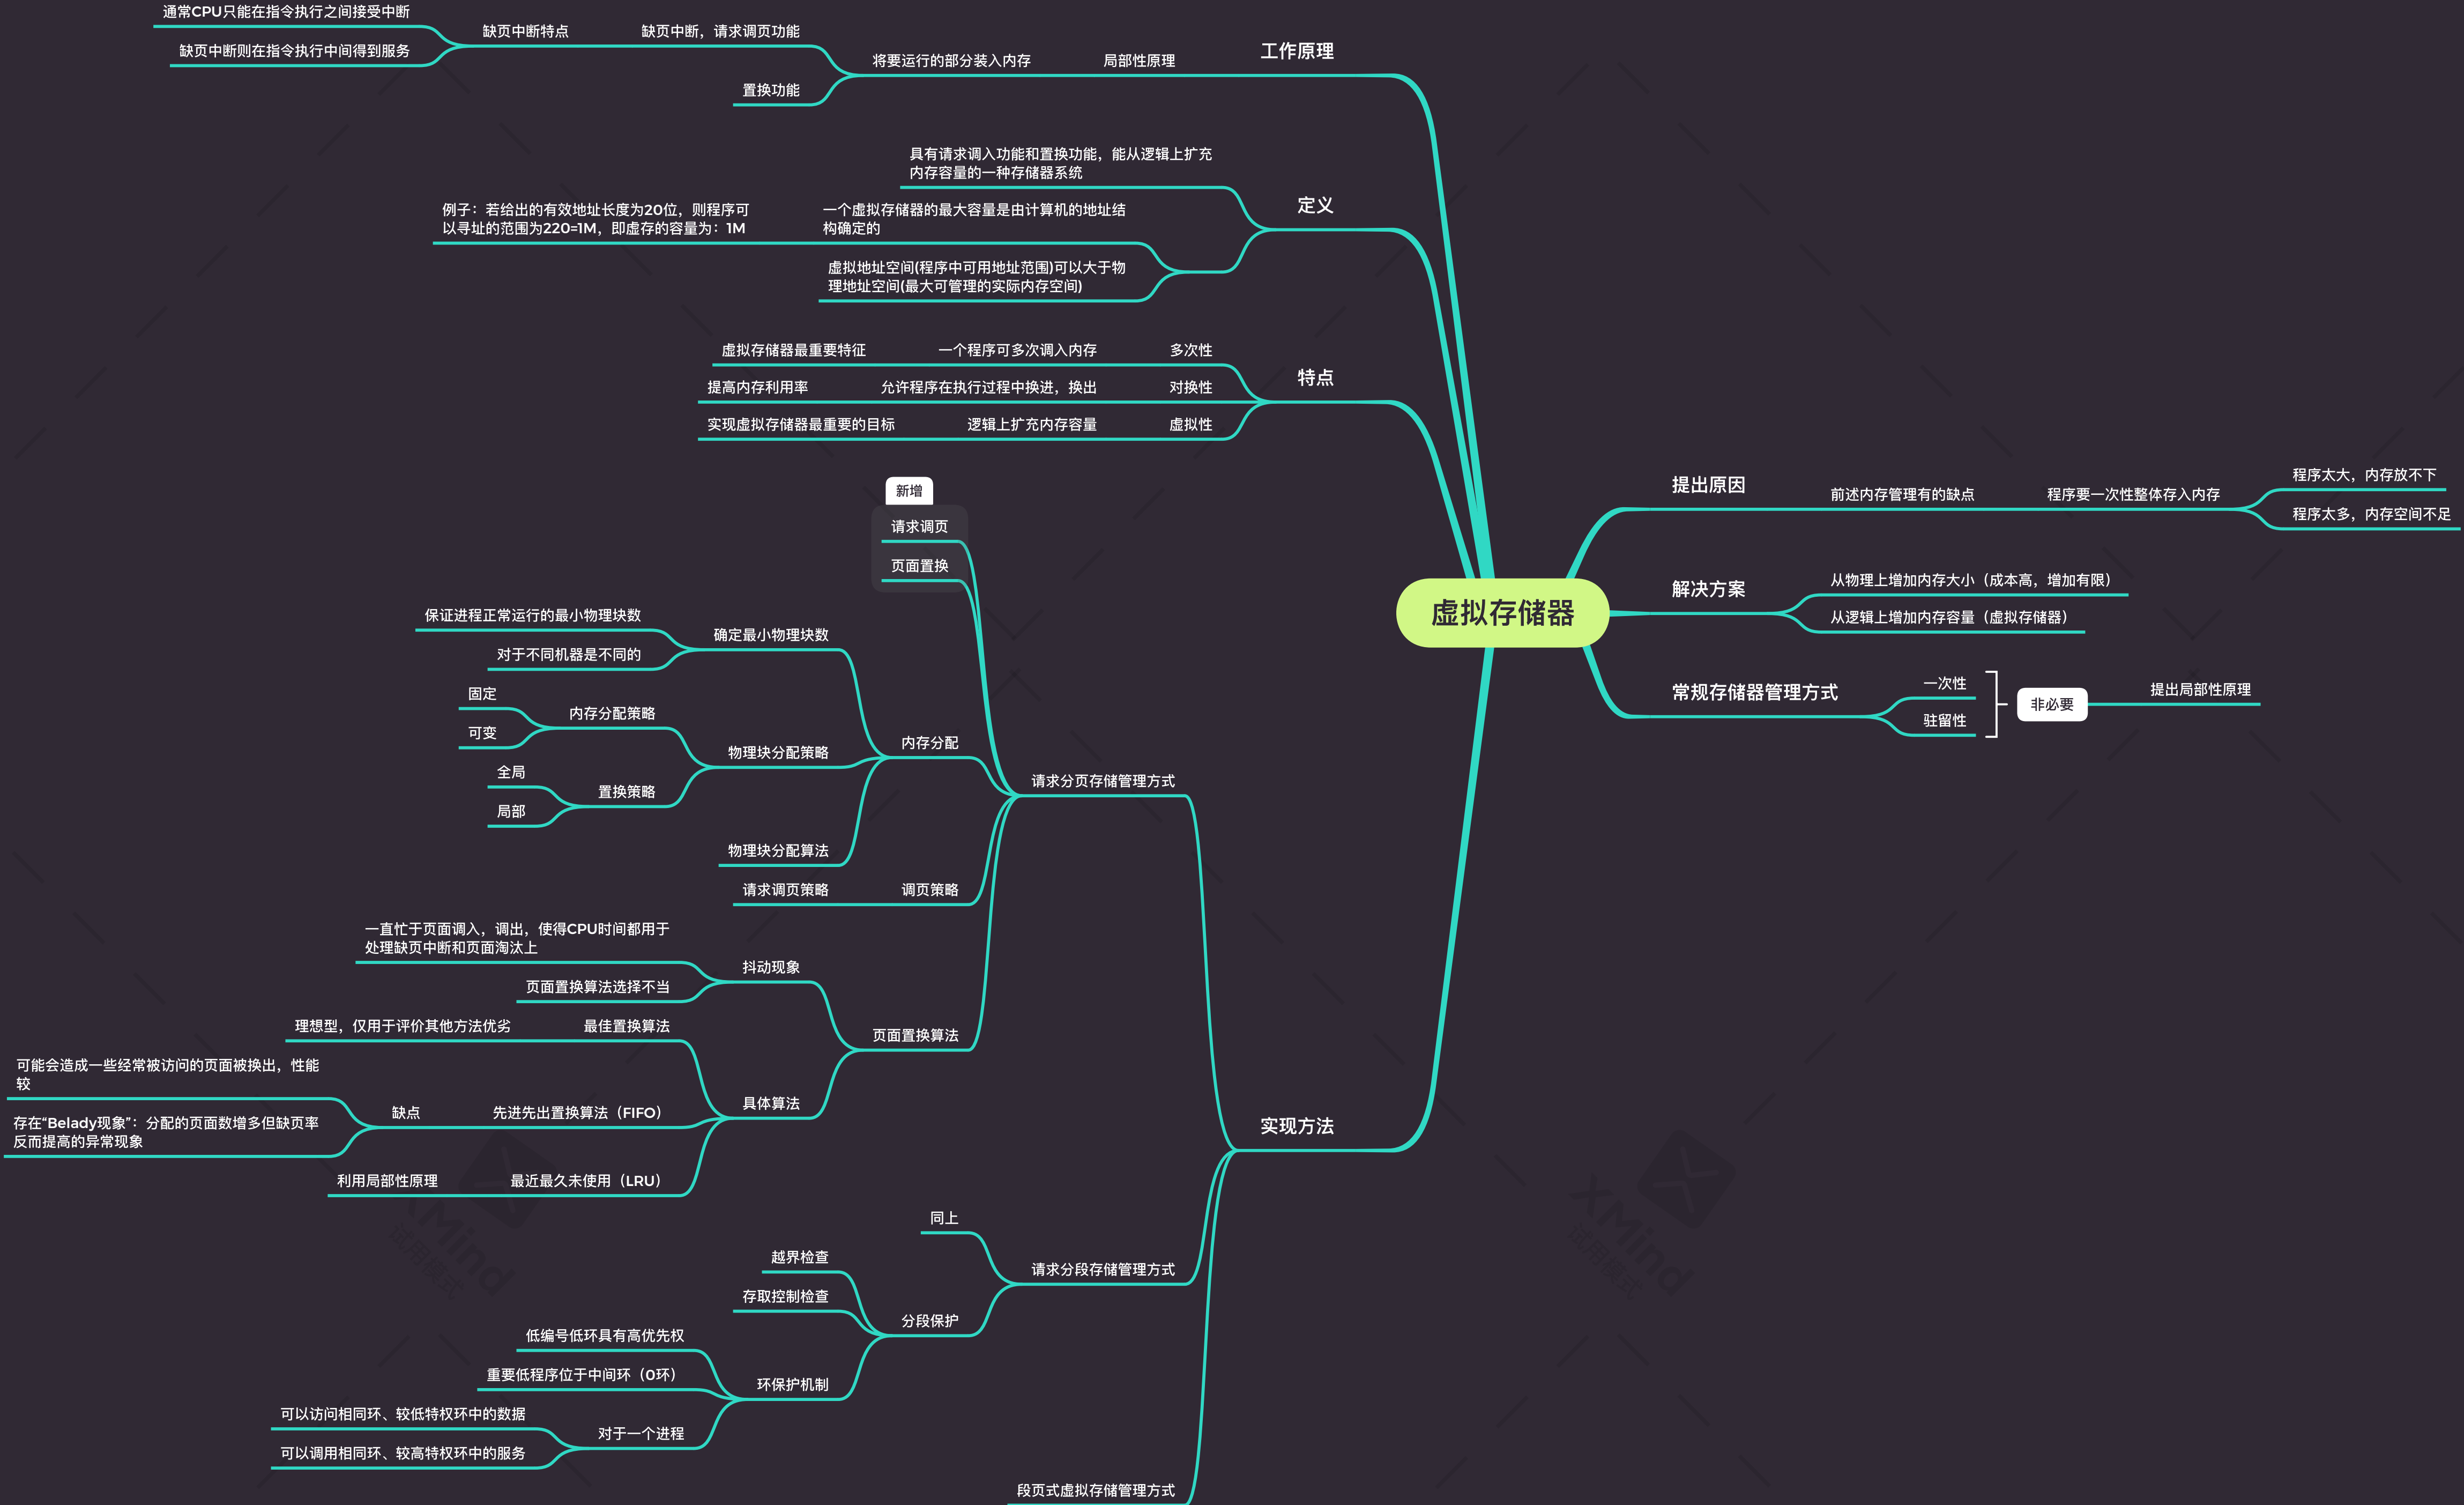 虚拟存储器
提出原因
前述内存管理有的缺点
程序要一次性整体存入内存
程序太大，内存放不下
程序太多，内存空间不足
解决方案
从物理上增加内存大小（成本高，增加有限）
从逻辑上增加内存容量（虚拟存储器）
常规存储器管理方式
一次性
驻留性
非必要
提出局部性原理
工作原理
局部性原理
将要运行的部分装入内存
缺页中断，请求调页功能
缺页中断特点
通常CPU只能在指令执行之间接受中断
缺页中断则在指令执行中间得到服务
置换功能
定义
具有请求调入功能和置换功能，能从逻辑上扩充
内存容量的一种存储器系统
一个虚拟存储器的最大容量是由计算机的地址结
构确定的
例子：若给出的有效地址长度为20位，则程序可
以寻址的范围为220=1M，即虚存的容量为：1M
虚拟地址空间(程序中可用地址范围)可以大于物
理地址空间(最大可管理的实际内存空间)
特点
多次性
一个程序可多次调入内存
虚拟存储器最重要特征
对换性
允许程序在执行过程中换进，换出
提高内存利用率
虚拟性
逻辑上扩充内存容量
实现虚拟存储器最重要的目标
实现方法
请求分页存储管理方式
新增
请求调页
页面置换
内存分配
确定最小物理块数
保证进程正常运行的最小物理块数
对于不同机器是不同的
物理块分配策略
内存分配策略
固定
可变
置换策略
全局
局部
物理块分配算法
调页策略
请求调页策略
页面置换算法
抖动现象
一直忙于页面调入，调出，使得CPU时间都用于
处理缺页中断和页面淘汰上
页面置换算法选择不当
具体算法
最佳置换算法
理想型，仅用于评价其他方法优劣
先进先出置换算法（FIFO）
缺点
可能会造成一些经常被访问的页面被换出，性能
较
存在“Belady现象”：分配的页面数增多但缺页率
反而提高的异常现象
最近最久未使用（LRU）
利用局部性原理
请求分段存储管理方式
同上
分段保护
越界检查
存取控制检查
环保护机制
低编号低环具有高优先权
重要低程序位于中间环（0环）
对于一个进程
可以访问相同环、较低特权环中的数据
可以调用相同环、较高特权环中的服务
段页式虚拟存储管理方式
XMind
试用模式
XMind
试用模式